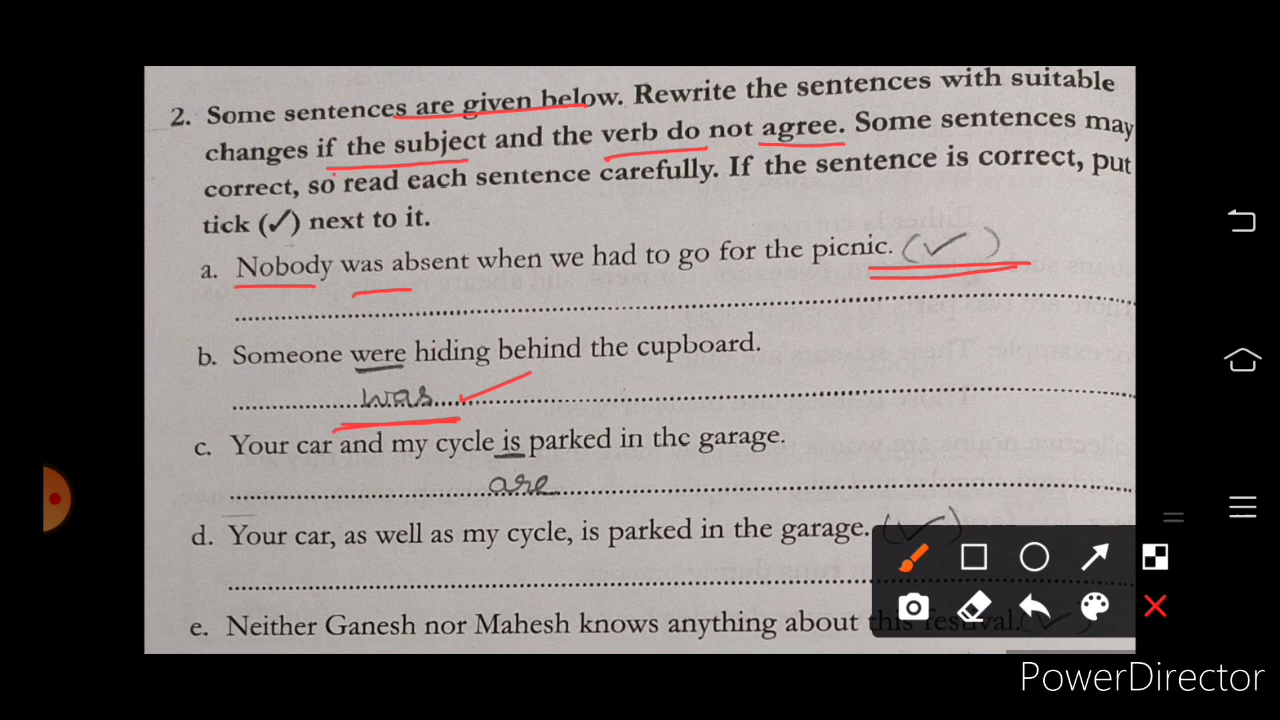 2. Some sentences are given below. Rewrite the sentences with suitable
changes if the subject and the verb do not agree. Some sentences may
correct, so read each sentence carefully. If the sentence is correct, put
tick (✓) next to it.
a. Nobody was absent when we had to go for the picnic. (✓)
b. Someone were hiding behind the cupboard.
was
c. Your car and my cycle is parked in the garage.
are
d. Your car, as well as my cycle, is parked in the garage. (✓)
e. Neither Ganesh nor Mahesh knows anything about this festival. (✓)
PowerDirector